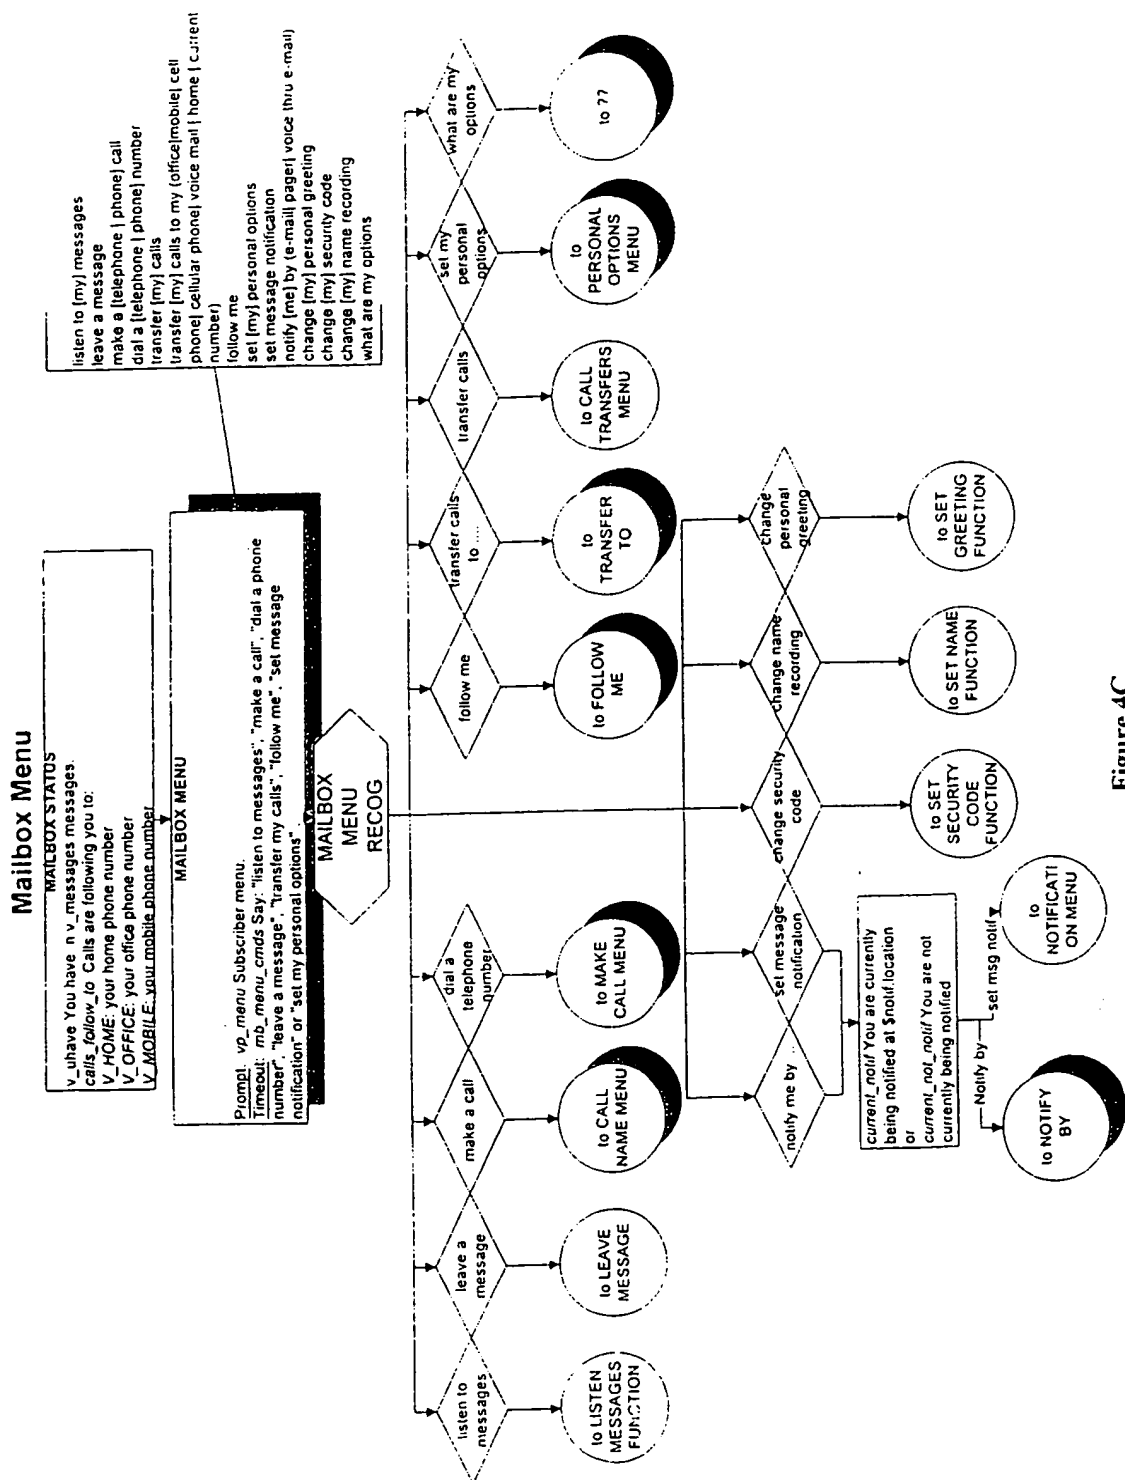 Mailbox Menu
MAILBOX STATUS
v_uhave You have n v_messages messages.
calls_follow_to Calls are following you to:
V_HOME: your home phone number
V_OFFICE: your office phone number
V_MOBILE: your mobile phone number
MAILBOX MENU
Prompt: vp_menu Subscriber menu.
Timeout: mb_menu_cmds Say: "listen to messages", "make a call", "dial a phone
number", "leave a message", "transfer my calls", "follow me", "set message
notification" or "set my personal options"
listen to [my] messages
leave a message
make a [telephone | phone] call
dial a [telephone | phone] number
transfer [my] calls
transfer [my] calls to my (office|mobile| cell
phone| cellular phone| voice mail | home | current
number)
follow me
set [my] personal options
set message notification
notify [me] by (e-mail| pager| voice thru e-mail)
change [my] personal greeting
change [my] security code
change [my] name recording
what are my options
MAILBOX
MENU
RECOG
listen to
messages
leave a
message
make a call
dial a
telephone
number
follow me
transfer calls
to ....
transfer calls
set my
personal
options
what are my
options
to LISTEN
MESSAGES
FUNCTION
to LEAVE
MESSAGE
to CALL
NAME MENU
to MAKE
CALL MENU
to FOLLOW
ME
to
TRANSFER
TO
to CALL
TRANSFERS
MENU
to
PERSONAL
OPTIONS
MENU
to ??
notify me by ...
set message
notification
change security
code
change name
recording
change
personal
greeting
current_notif You are currently
being notified at $notif.location
or
current_not_notif You are not
currently being notified
Notify by
set msg notif
to NOTIFY
BY
to
NOTIFICATI
ON MENU
to SET
SECURITY
CODE
FUNCTION
to SET NAME
FUNCTION
to SET
GREETING
FUNCTION
Figure 4C